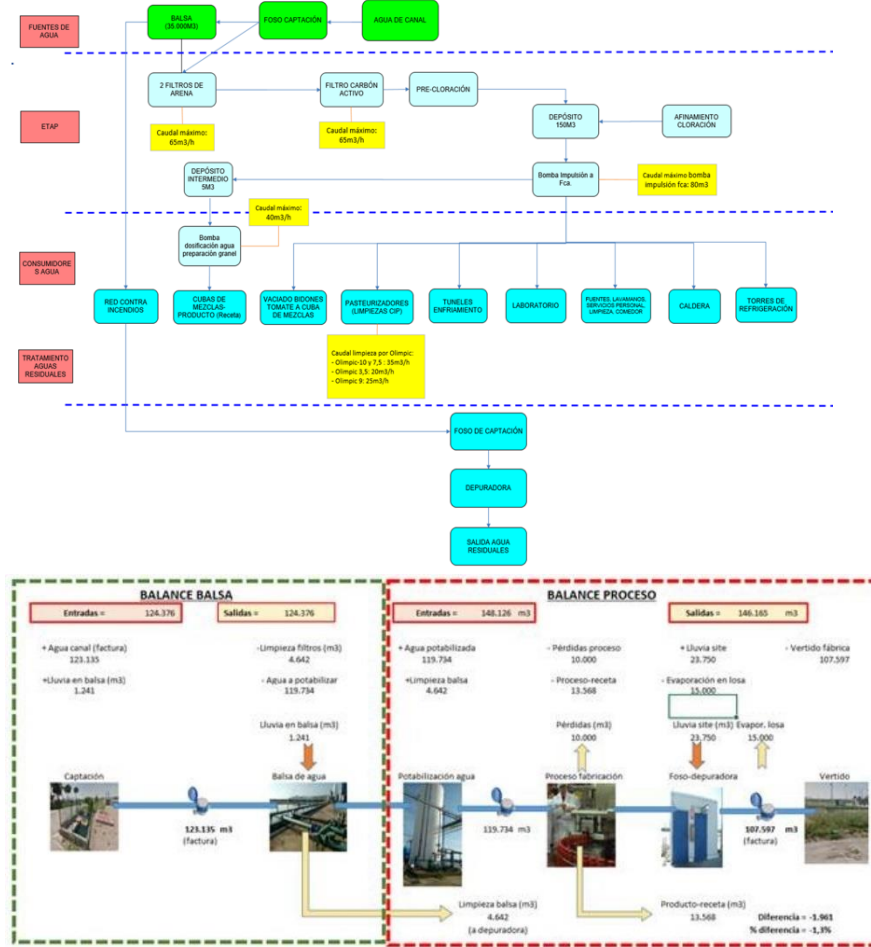 FUENTES DE
AGUA
BALSA
(35.000M3)
FOSO CAPTACIÓN
AGUA DE CANAL
ETAP
2 FILTROS DE
ARENA
FILTRO CARBÓN
ACTIVO
PRE-CLORACIÓN
DEPÓSITO
150M3
AFINAMIENTO
CLORACIÓN
Caudal máximo:
65m3/h
Caudal máximo:
65m3/h
DEPÓSITO
INTERMEDIO
5M3
Bomba Impulsión a
Fca.
Caudal máximo bomba
impulsión fca: 80m3
Caudal máximo:
40m3/h
CONSUMIDORE
S AGUA
Bomba
dosificación agua
preparación granel
RED CONTRA
INCENDIOS
CUBAS DE
MEZCLAS-
PRODUCTO (Receta)
VACIADO BIDONES
TOMATE A CUBA
DE MEZCLAS
PASTEURIZADORES
(LIMPIEZAS CIP)
TUNELES
ENFRIAMIENTO
LABORATORIO
FUENTES, LAVAMANOS,
SERVICIOS PERSONAL,
LIMPIEZA, COMEDOR
CALDERA
TORRES DE
REFRIGERACIÓN
TRATAMIENTO
AGUAS
RESIDUALES
Caudal limpieza por Olimpic:
- Olimpic-10 y 7,5 : 35m3/h
- Olimpic 3,5: 20m3/h
- Olimpic 9: 25m3/h
FOSO DE CAPTACIÓN
DEPURADORA
SALIDA AGUA
RESIDUALES
BALANCE BALSA
Entradas = 124.376
Salidas = 124.376
+ Agua canal (factura)
123.135
-Limpieza filtros (m3)
4.642
+Lluvia en balsa (m3)
1.241
- Agua a potabilizar
119.734
Lluvia en balsa (m3)
1.241
Captación
Balsa de agua
123.135 m3
(factura)
BALANCE PROCESO
Entradas = 148.126 m3
Salidas = 146.165 m3
+ Agua potabilizada
119.734
- Pérdidas proceso
10.000
+ Lluvia site
23.750
- Vertido fábrica
107.597
+Limpieza balsa
4.642
- Proceso-receta
13.568
- Evaporación en losa
15.000
Pérdidas (m3)
10.000
Lluvia site (m3)
23.750
Evapor. losa
15.000
Potabilización agua
Proceso fabricación
Foso-depuradora
Vertido
119.734 m3
107.597 m3
(factura)
Limpieza balsa (m3)
4.642
(a depuradora)
Producto-receta (m3)
13.568
Diferencia = -1.961
% diferencia = -1,3%